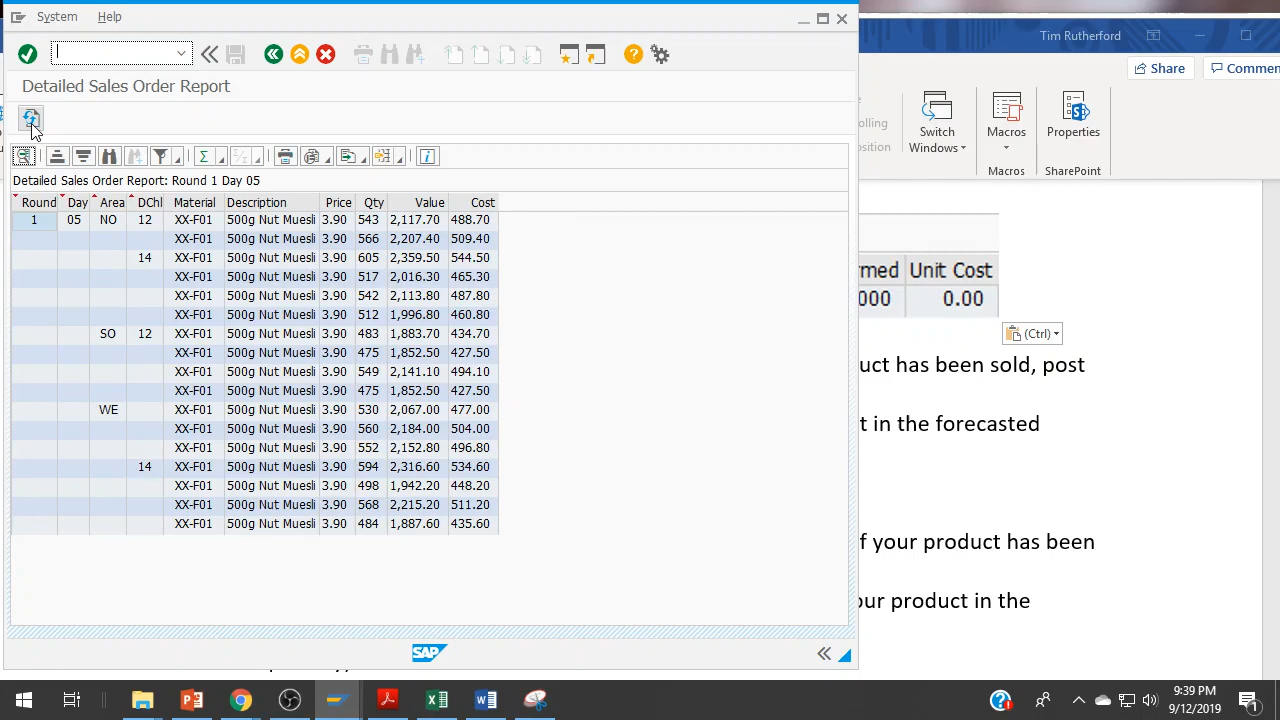 System Help
Tim Rutherford
Share
Commen
Detailed Sales Order Report
olling
osition
Switch
Windows
Macros
Properties
Macros
SharePoint
Detailed Sales Order Report: Round 1 Day 05
Round Day Area DChl Material Description Price Qty Value Cost
1 05 NO 12 XX-F01 500g Nut Muesli 3.90 543 2,117.70 488.70
XX-F01 500g Nut Muesli 3.90 566 2,207.40 509.40
14 XX-F01 500g Nut Muesli 3.90 605 2,359.50 544.50
XX-F01 500g Nut Muesli 3.90 517 2,016.30 465.30
XX-F01 500g Nut Muesli 3.90 542 2,113.80 487.80
XX-F01 500g Nut Muesli 3.90 512 1,996.80 460.80
SO 12 XX-F01 500g Nut Muesli 3.90 483 1,883.70 434.70
XX-F01 500g Nut Muesli 3.90 475 1,852.50 427.50
XX-F01 500g Nut Muesli 3.90 549 2,141.10 494.10
XX-F01 500g Nut Muesli 3.90 475 1,852.50 427.50
WE XX-F01 500g Nut Muesli 3.90 530 2,067.00 477.00
XX-F01 500g Nut Muesli 3.90 560 2,184.00 504.00
XX-F01 500g Nut Muesli 3.90 552 2,152.80 496.80
14 XX-F01 500g Nut Muesli 3.90 594 2,316.60 534.60
XX-F01 500g Nut Muesli 3.90 498 1,942.20 448.20
XX-F01 500g Nut Muesli 3.90 568 2,215.20 511.20
XX-F01 500g Nut Muesli 3.90 484 1,887.60 435.60
rmed Unit Cost
000 0.00
(Ctrl)
uct has been sold, post
t in the forecasted
f your product has been
our product in the
SAP
9:39 PM
9/12/2019